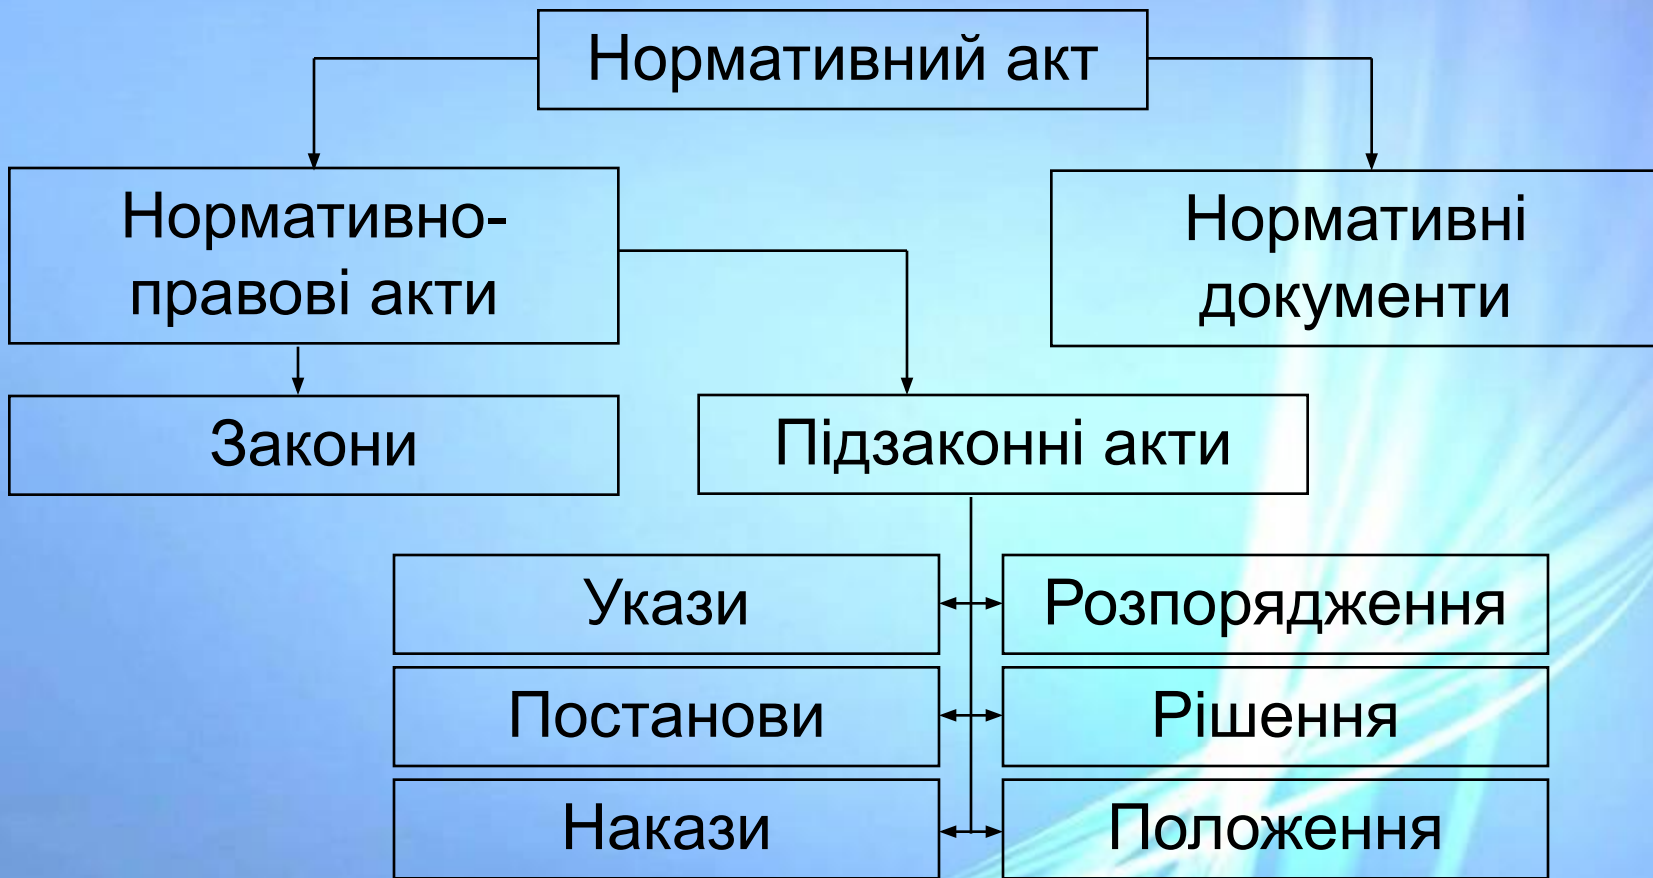 Нормативний акт
Нормативно-
правові акти
Нормативні
документи
Закони
Підзаконні акти
Укази
Розпорядження
Постанови
Рішення
Накази
Положення